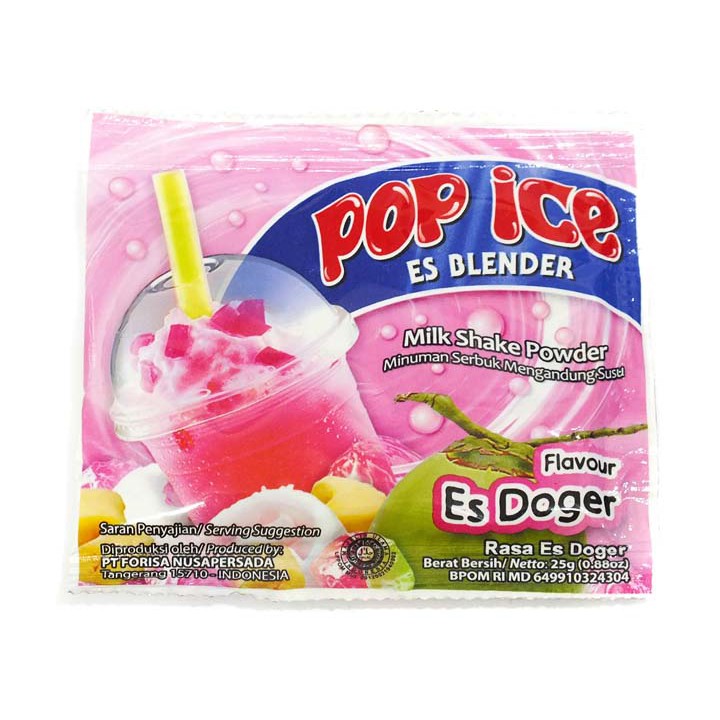 POP ICE
ES BLENDER
Milk Shake Powder
Minuman Serbuk Mengandung Susu
Flavour
Es Doger
Saran Penyajian/ Serving Suggestion
Diproduksi oleh/ Produced by:
PT FORISA NUSAPERSADA
Tangerang 15710 - INDONESIA
Rasa Es Doger
Berat Bersih/ Netto: 25g (0.88oz)
BPOM RI MD 649910324304